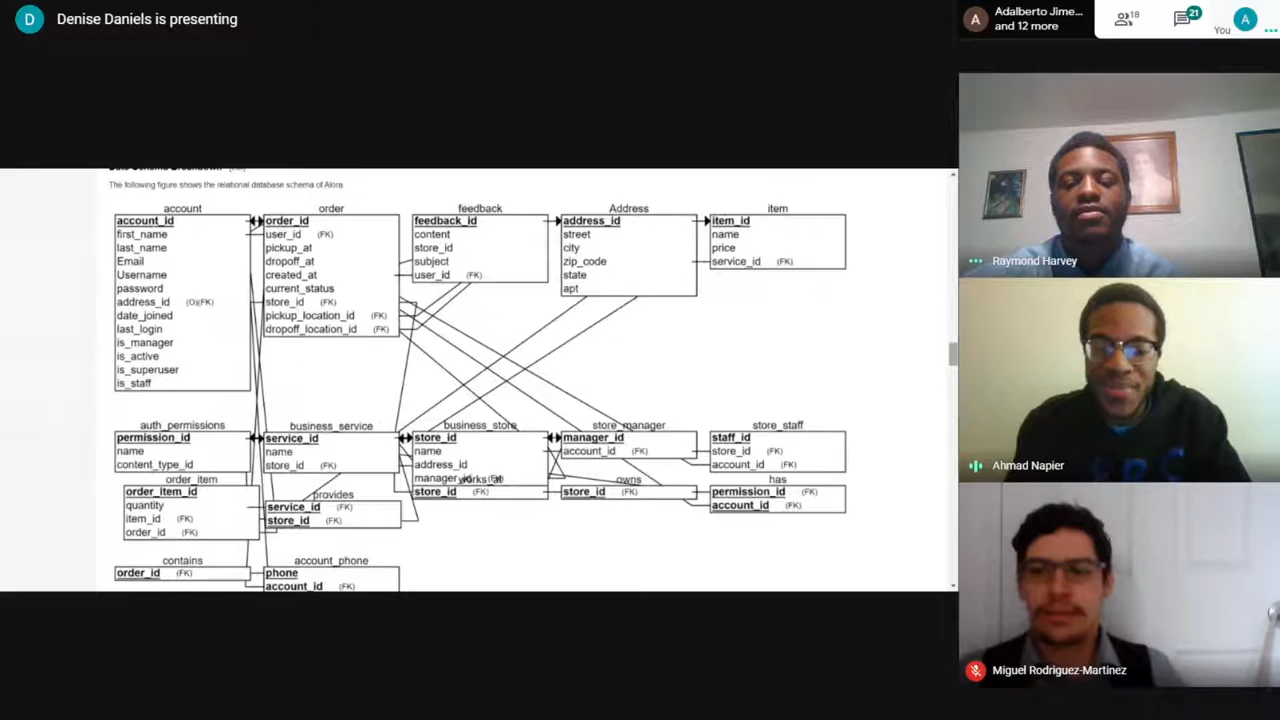 D
Denise Daniels is presenting
A
Adalberto Jime...
and 12 more
18
21
You
A
The following figure shows the relational database schema of Alora
account
account_id
first_name
last_name
Email
Username
password
address_id (O)(FK)
date_joined
last_login
is_manager
is_active
is_superuser
is_staff
order
order_id
user_id (FK)
pickup_at
dropoff_at
created_at
current_status
store_id (FK)
pickup_location_id (FK)
dropoff_location_id (FK)
feedback
feedback_id
content
store_id
subject
user_id (FK)
Address
address_id
street
city
zip_code
state
apt
item
item_id
name
price
service_id (FK)
auth_permissions
permission_id
name
content_type_id
business_service
service_id
name
store_id (FK)
business_store
store_id
name
address_id
store_manager
manager_id
account_id (FK)
store_staff
staff_id
store_id (FK)
account_id (FK)
order_item
order_item_id
quantity
item_id (FK)
order_id (FK)
provides
service_id (FK)
store_id (FK)
works_at
store_id (FK)
owns
store_id (FK)
has
permission_id (FK)
account_id (FK)
contains
order_id (FK)
account_phone
phone
account_id (FK)
Raymond Harvey
Ahmad Napier
Miguel Rodriguez-Martinez